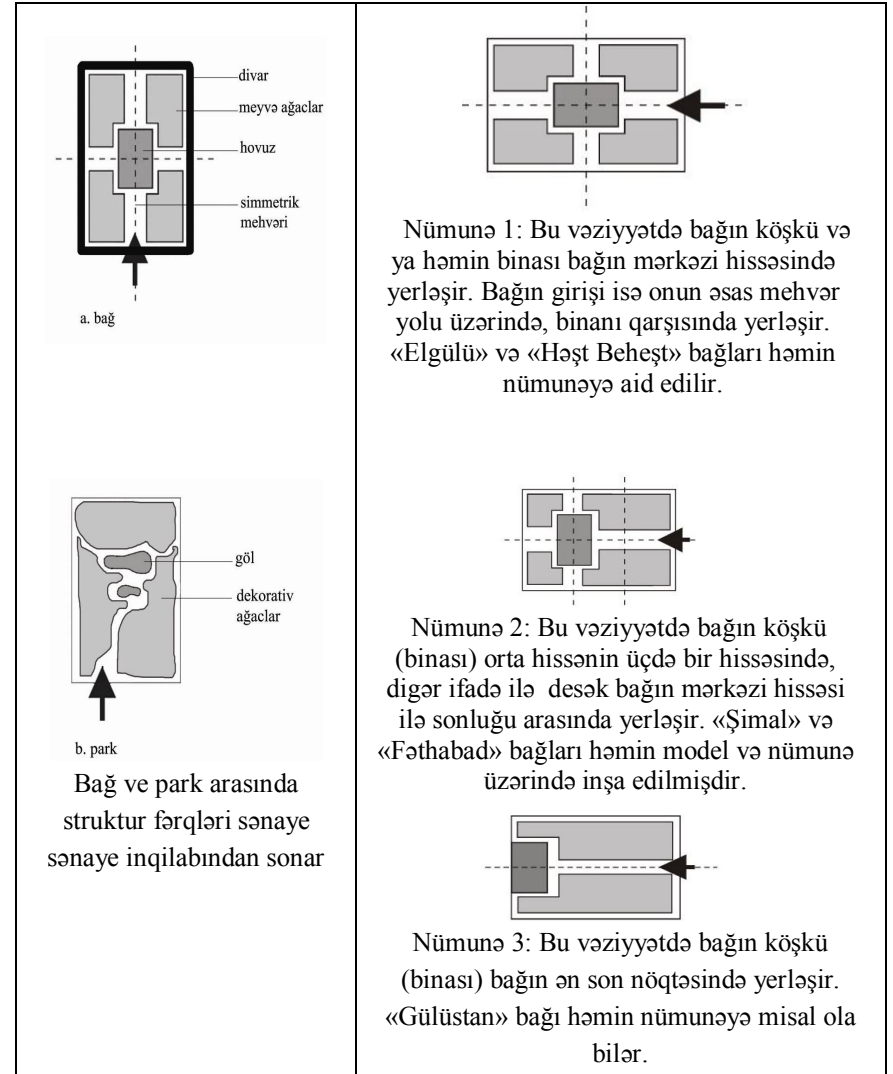 divar
meyvə ağaclar
hovuz
simmetrik
mehvəri
a. bağ
göl
dekorativ
ağaclar
b. park
Bağ ve park arasında
struktur fərqləri sənaye
sənaye inqilabından sonar
Nümunə 1: Bu vəziyyətdə bağın köşkü və
ya həmin binası bağın mərkəzi hissəsində
yerləşir. Bağın girişi isə onun əsas mehvər
yolu üzərində, binanı qarşısında yerləşir.
«Elgülü» və «Həşt Beheşt» bağları həmin
nümunəyə aid edilir.
Nümunə 2: Bu vəziyyətdə bağın köşkü
(binası) orta hissənin üçdə bir hissəsində,
digər ifadə ilə desək bağın mərkəzi hissəsi
ilə sonluğu arasında yerləşir. «Şimal» və
«Fəthabad» bağları həmin model və nümunə
üzərində inşa edilmişdir.
Nümunə 3: Bu vəziyyətdə bağın köşkü
(binası) bağın ən son nöqtəsində yerləşir.
«Gülüstan» bağı həmin nümunəyə misal ola
bilər.